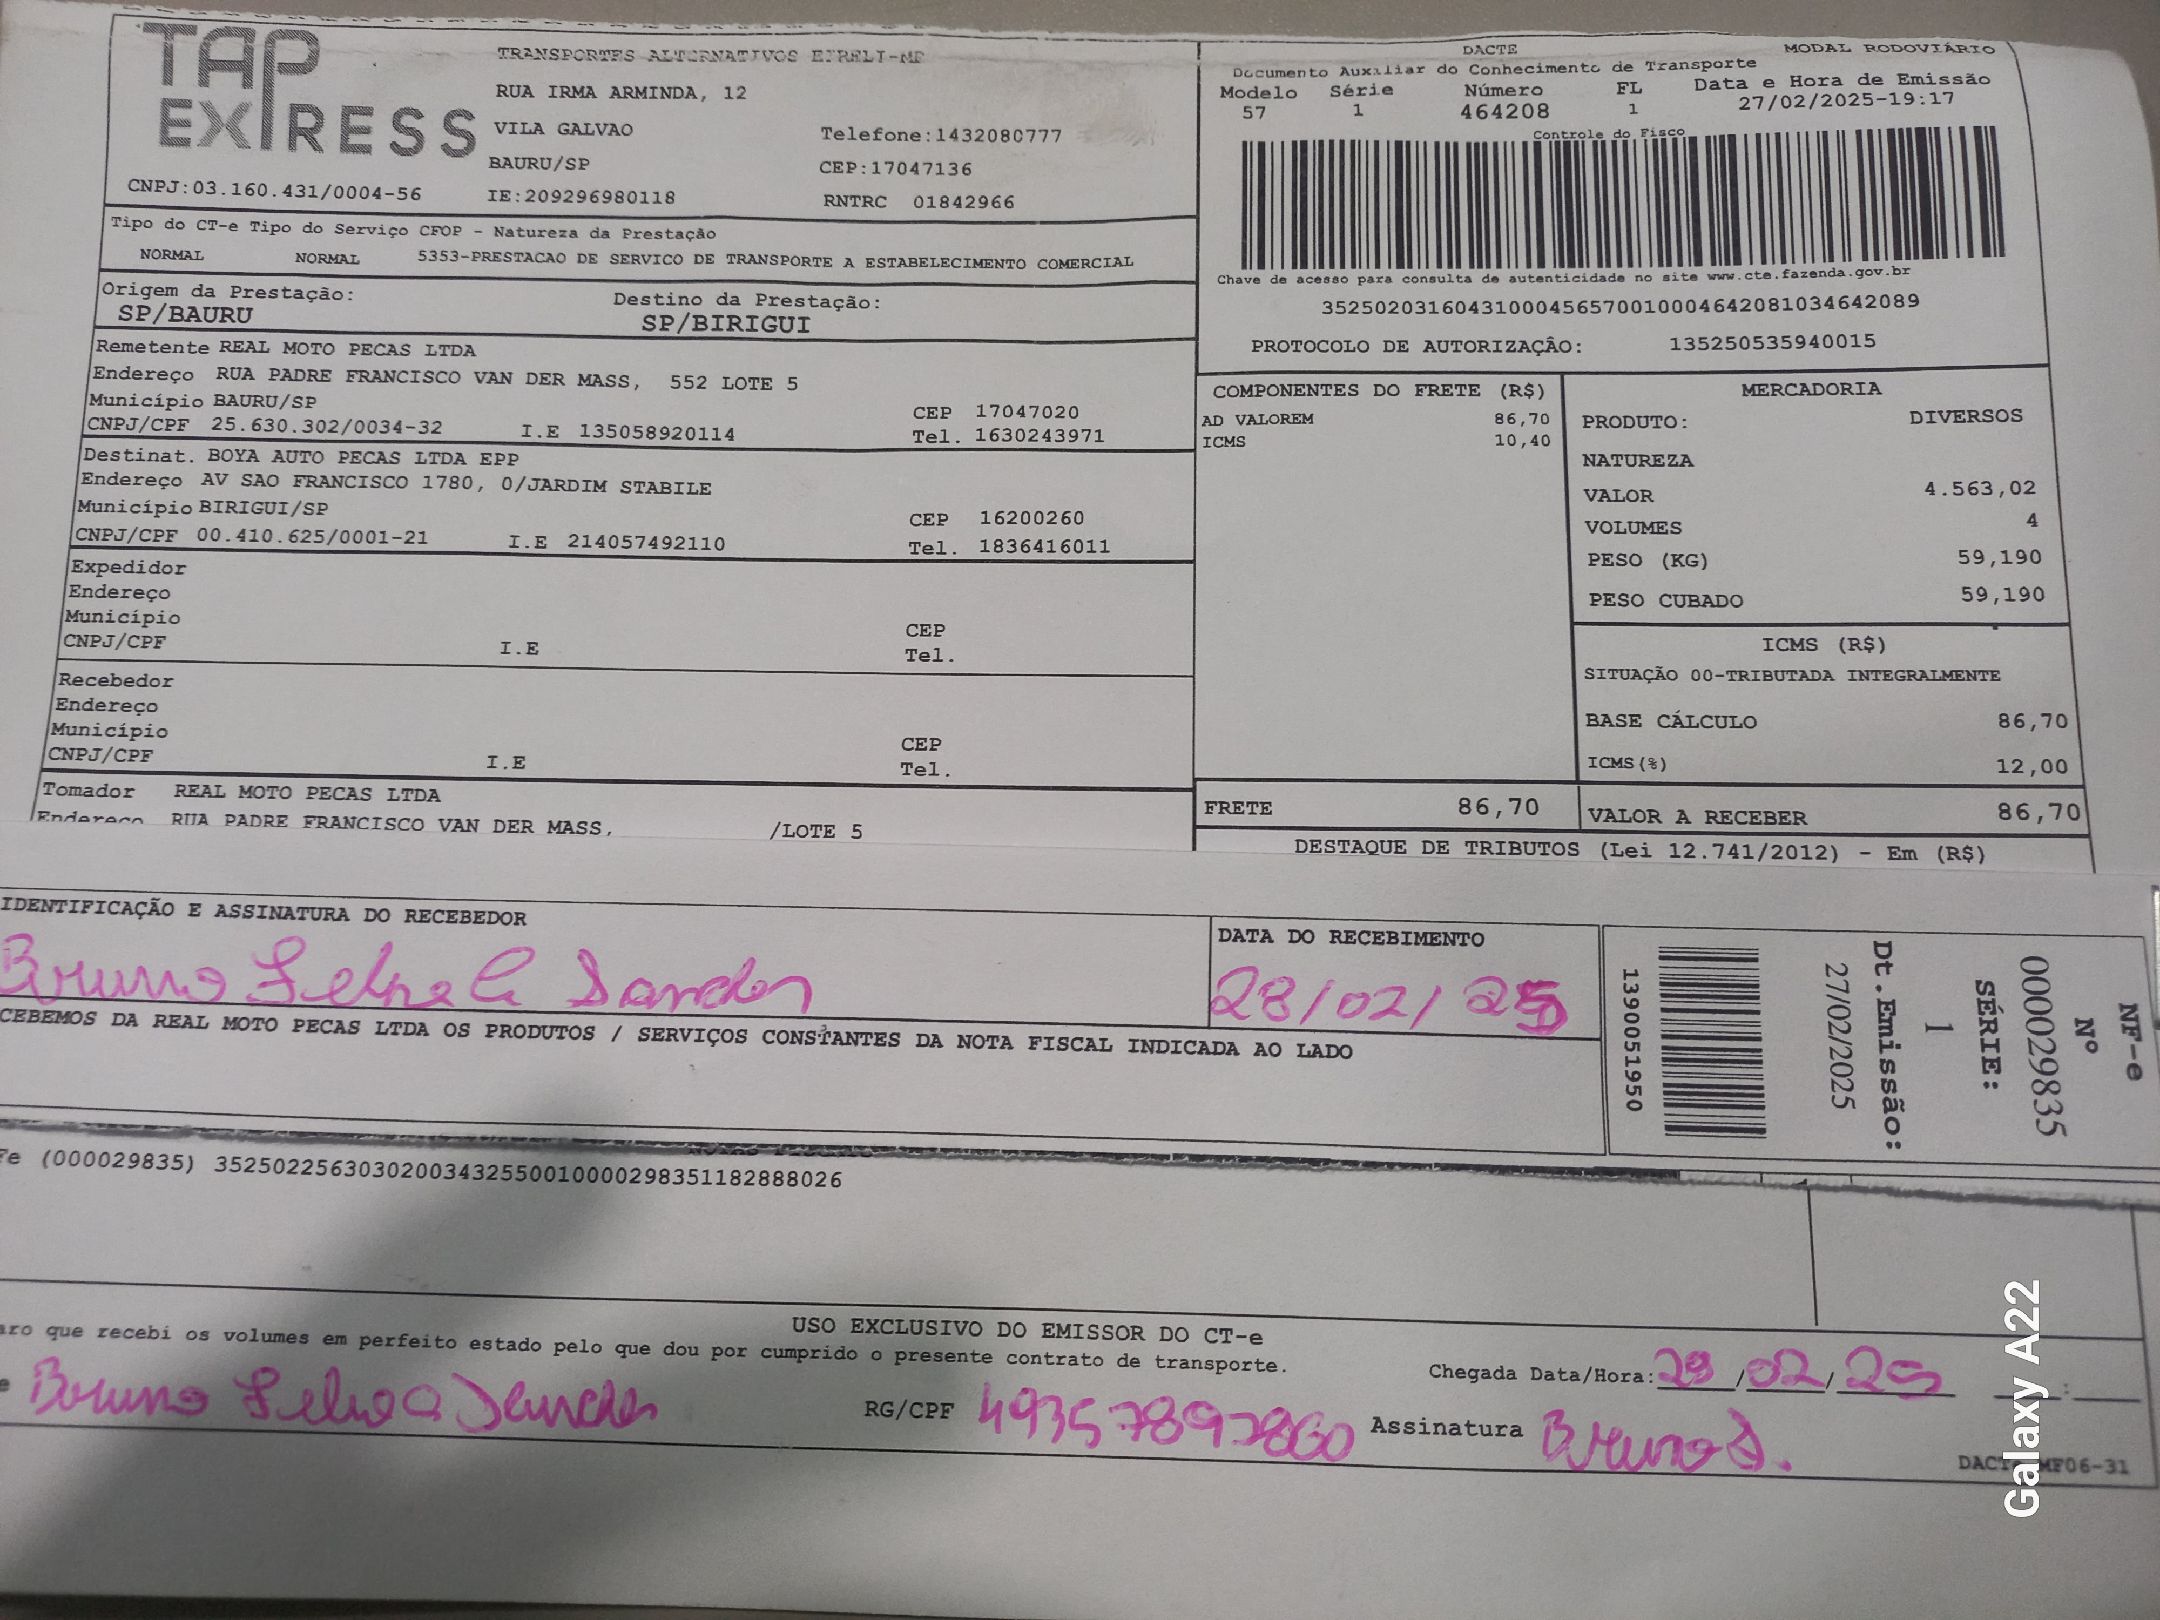 TAP EXPRESS
TRANSPORTES ALTERNATIVOS EIRELI-ME
RUA IRMA ARMINDA, 12
VILA GALVAO Telefone:1432080777
BAURU/SP CEP:17047136
CNPJ:03.160.431/0004-56 IE:209296980118 RNTRC 01842966
Tipo do CT-e Tipo do Serviço CFOP - Natureza da Prestação
NORMAL NORMAL 5353-PRESTACAO DE SERVICO DE TRANSPORTE A ESTABELECIMENTO COMERCIAL
Origem da Prestação: Destino da Prestação:
SP/BAURU SP/BIRIGUI
Remetente REAL MOTO PECAS LTDA
Endereço RUA PADRE FRANCISCO VAN DER MASS, 552 LOTE 5
Município BAURU/SP CEP 17047020
CNPJ/CPF 25.630.302/0034-32 I.E 135058920114 Tel. 1630243971
Destinat. BOYA AUTO PECAS LTDA EPP
Endereço AV SAO FRANCISCO 1780, 0/JARDIM STABILE
Município BIRIGUI/SP CEP 16200260
CNPJ/CPF 00.410.625/0001-21 I.E 214057492110 Tel. 1836416011
Expedidor
Endereço
Município CEP
CNPJ/CPF I.E Tel.
Recebedor
Endereço
Município CEP
CNPJ/CPF I.E Tel.
Tomador REAL MOTO PECAS LTDA
Endereço RUA PADRE FRANCISCO VAN DER MASS, /LOTE 5
DACTE MODAL RODOVIÁRIO
Documento Auxiliar do Conhecimento de Transporte
Modelo Série Número FL Data e Hora de Emissão
57 1 464208 1 27/02/2025-19:17
Controle do Fisco
Chave de acesso para consulta de autenticidade no site www.cte.fazenda.gov.br
35250203160431000456570010004642081034642089
PROTOCOLO DE AUTORIZAÇÂO: 135250535940015
COMPONENTES DO FRETE (R$)
AD VALOREM 86,70
ICMS 10,40
MERCADORIA
PRODUTO: DIVERSOS
NATUREZA
VALOR 4.563,02
VOLUMES 4
PESO (KG) 59,190
PESO CUBADO 59,190
ICMS (R$)
SITUAÇÃO 00-TRIBUTADA INTEGRALMENTE
BASE CÁLCULO 86,70
ICMS(%) 12,00
FRETE 86,70 VALOR A RECEBER 86,70
DESTAQUE DE TRIBUTOS (Lei 12.741/2012) - Em (R$)
IDENTIFICAÇÃO E ASSINATURA DO RECEBEDOR
Bruno
DATA DO RECEBIMENTO
28/02/25
CEBEMOS DA REAL MOTO PECAS LTDA OS PRODUTOS / SERVIÇOS CONSTANTES DA NOTA FISCAL INDICADA AO LADO
NF-e
Nº
000029835
SÉRIE:
1
Dt.Emissão:
27/02/2025
1390051950
Fe (000029835) 35250225630302003432550010000298351182888026
USO EXCLUSIVO DO EMISSOR DO CT-e
aro que recebi os volumes em perfeito estado pelo que dou por cumprido o presente contrato de transporte.
Chegada Data/Hora: /02/25 :
e Bruno RG/CPF 49357897860 Assinatura Bruno S.
MF06-31
Galaxy A22